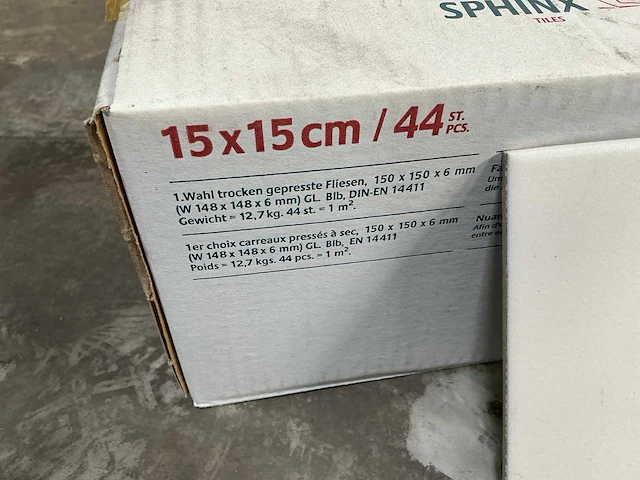 SPHINX
TILES
15x15cm / 44 ST. PCS.
1.Wahl trocken gepresste Fliesen, 150 x 150 x 6 mm
(W 148 x 148 x 6 mm) GL. Blb, DIN-EN 14411
Gewicht = 12,7 kg. 44 st. = 1 m².
1er choix carreaux pressés à sec, 150 x 150 x 6 mm
(W 148 x 148 x 6 mm) GL. Blb, EN 14411
Poids = 12,7 kgs. 44 pcs. = 1 m².
die
Afin
entre